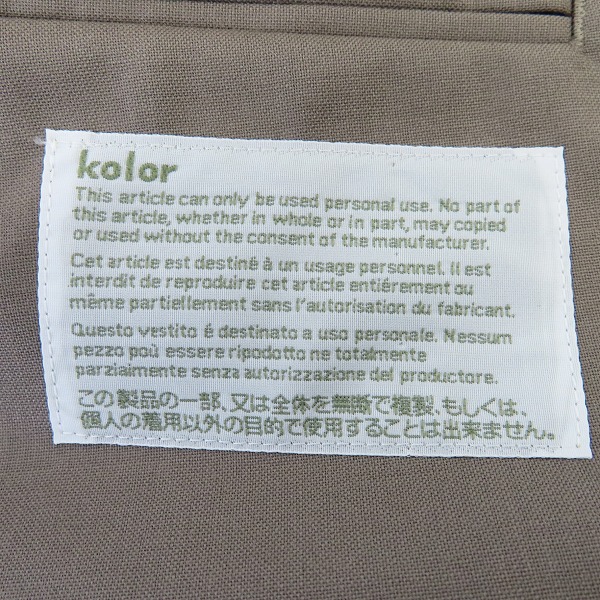 kolor
This article can only be used personal use. No part of
this article, whether in whole or in part, may copied
or used without the consent of the manufacturer.
Cet article est destiné à un usage personnel. Il est
interdit de reproduire cet article entiérement ou
même partiellement sans l'autorisation du fabricant.
Questo vestito é destinato a uso personale. Nessum
pezzo poù essere ripodotto ne totalmente
parziaimente senza autorizzazione del productore.
この製品の一部、又は全体を無断で複製、もしくは、
個人の着用以外の目的で使用することは出来ません。